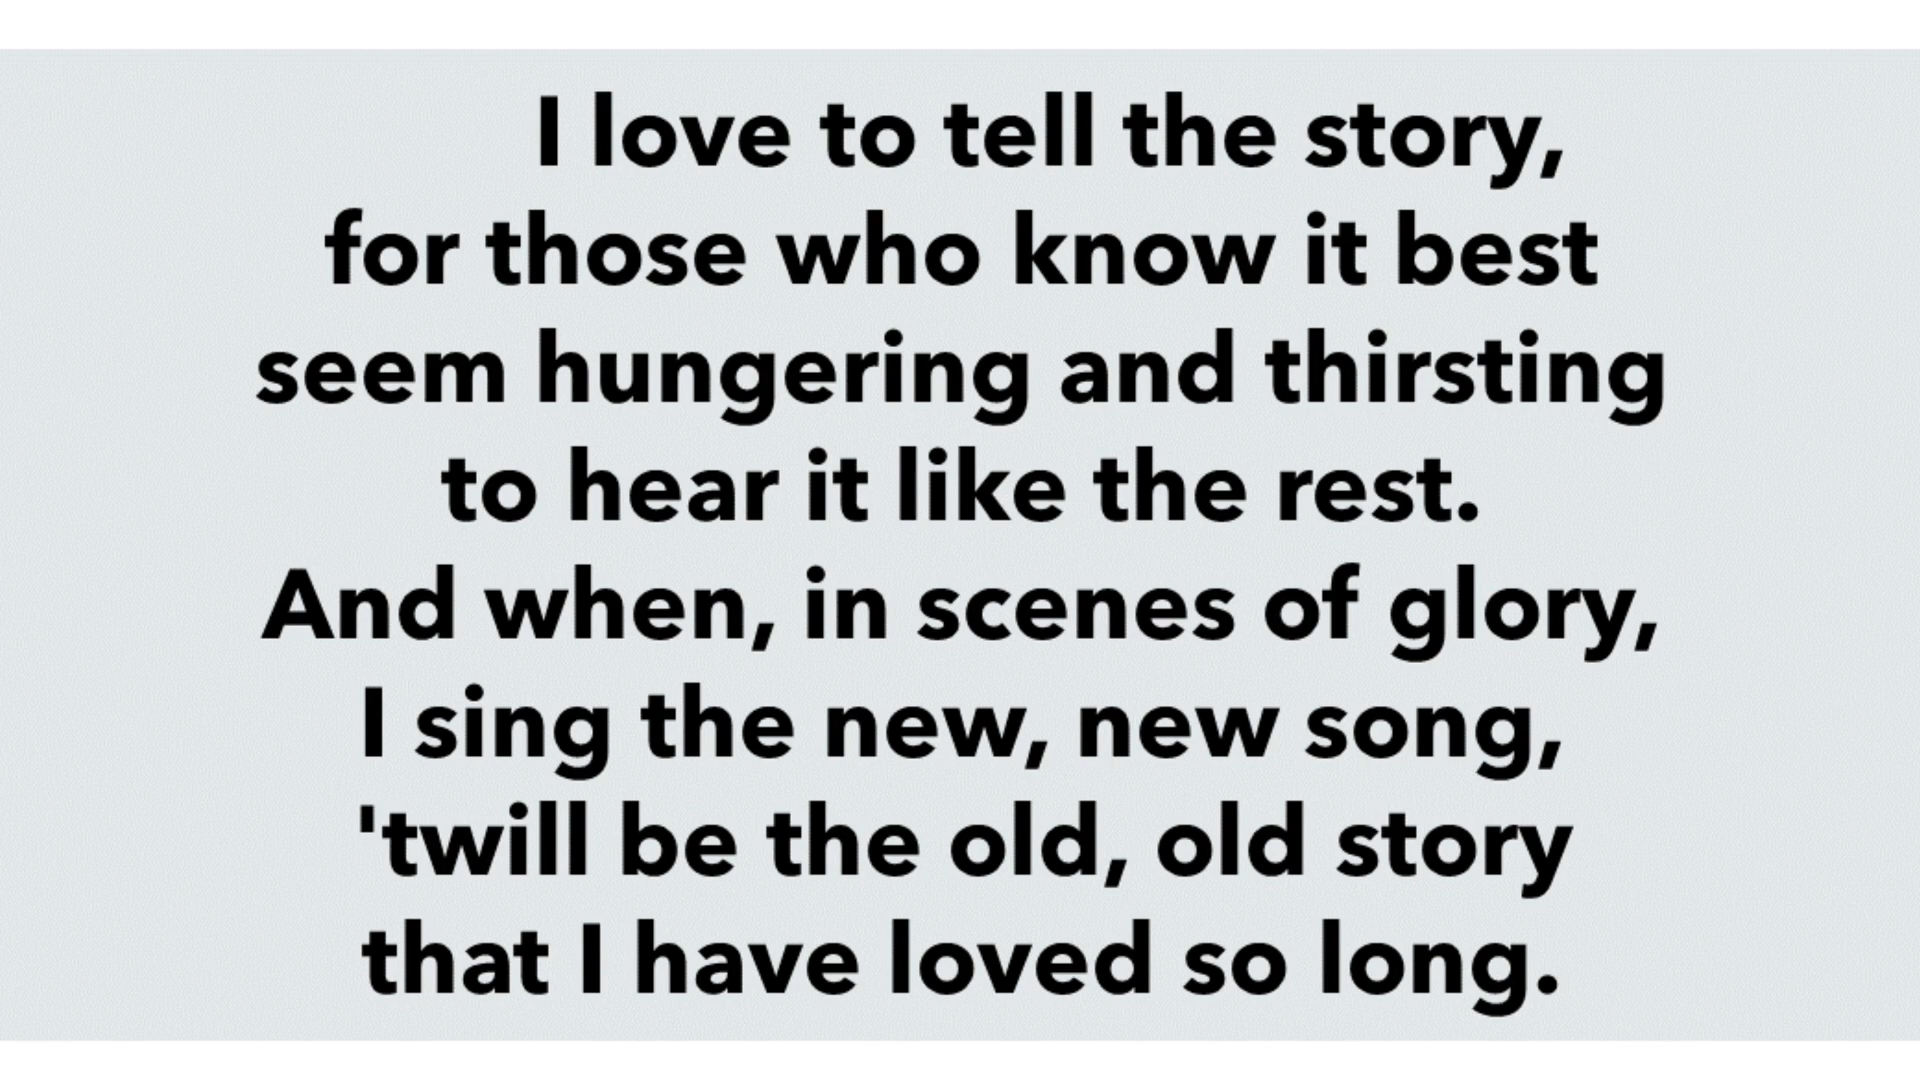 I love to tell the story,
for those who know it best
seem hungering and thirsting
to hear it like the rest.
And when, in scenes of glory,
I sing the new, new song,
'twill be the old, old story
that I have loved so long.